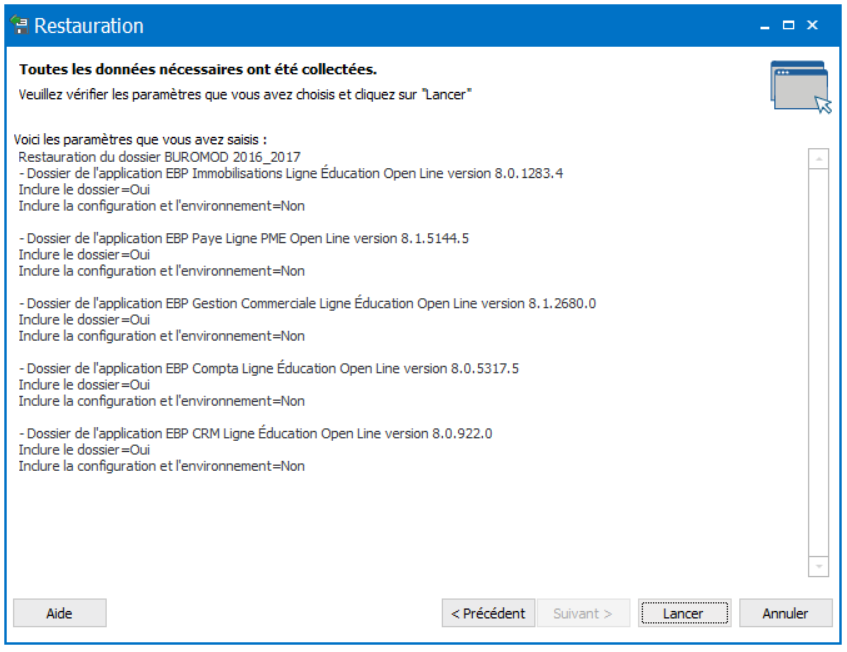 Restauration
Toutes les données nécessaires ont été collectées.
Veuillez vérifier les paramètres que vous avez choisis et cliquez sur "Lancer"
Voici les paramètres que vous avez saisis :
Restauration du dossier BUROMOD 2016_2017
- Dossier de l'application EBP Immobilisations Ligne Éducation Open Line version 8.0.1283.4
Inclure le dossier=Oui
Inclure la configuration et l'environnement=Non
- Dossier de l'application EBP Paye Ligne PME Open Line version 8.1.5144.5
Inclure le dossier=Oui
Inclure la configuration et l'environnement=Non
- Dossier de l'application EBP Gestion Commerciale Ligne Éducation Open Line version 8.1.2680.0
Inclure le dossier=Oui
Inclure la configuration et l'environnement=Non
- Dossier de l'application EBP Compta Ligne Éducation Open Line version 8.0.5317.5
Inclure le dossier=Oui
Inclure la configuration et l'environnement=Non
- Dossier de l'application EBP CRM Ligne Éducation Open Line version 8.0.922.0
Inclure le dossier=Oui
Inclure la configuration et l'environnement=Non
Aide < Précédent Suivant > Lancer Annuler